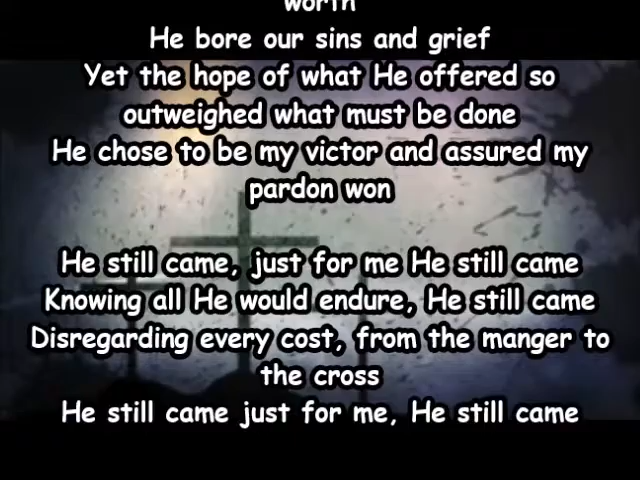 worth
He bore our sins and grief
Yet the hope of what He offered so
outweighed what must be done
He chose to be my victor and assured my
pardon won
He still came, just for me He still came
Knowing all He would endure, He still came
Disregarding every cost, from the manger to
the cross
He still came just for me, He still came